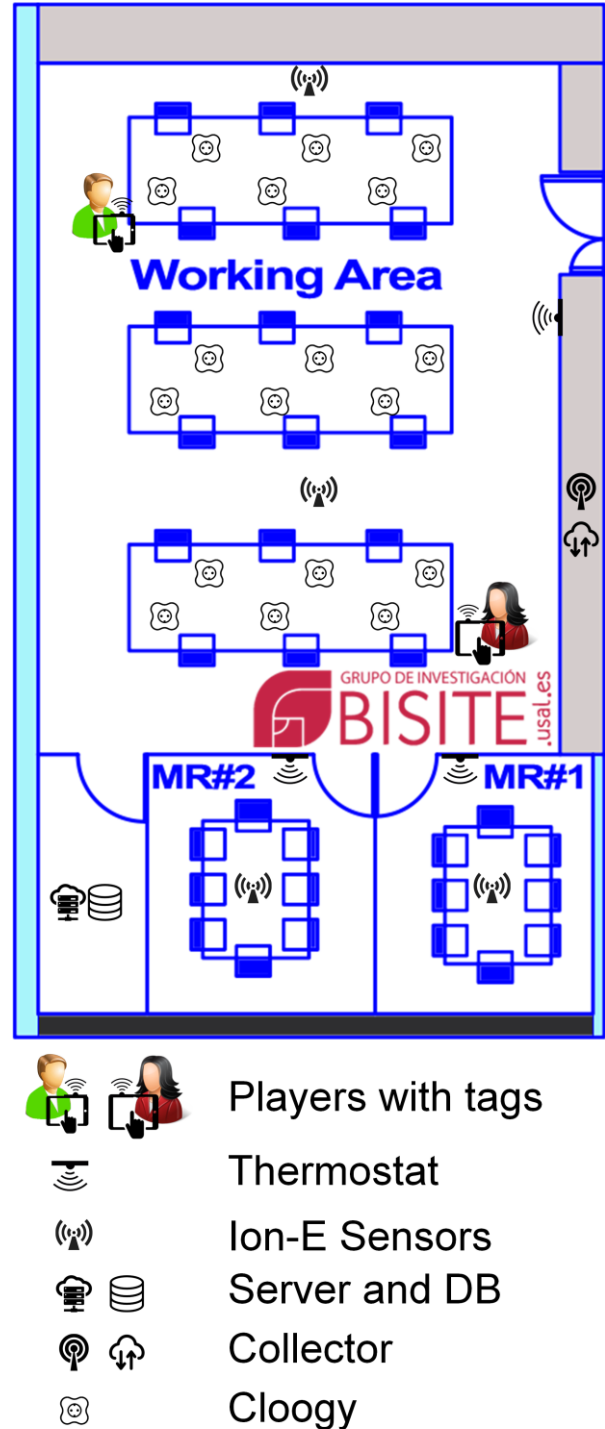 Working Area
GRUPO DE INVESTIGACIÓN
BISITE
.usal.es
MR#2
MR#1
Players with tags
Thermostat
Ion-E Sensors
Server and DB
Collector
Cloogy